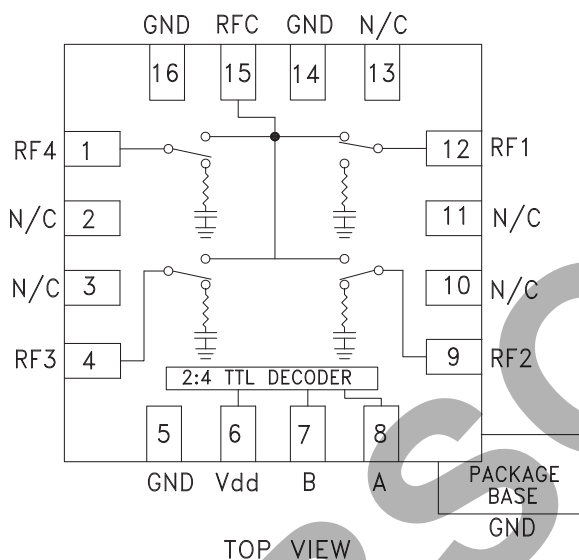 GND RFC GND N/C
16 15 14 13
RF4 1 12 RF1
N/C 2 11 N/C
N/C 3 10 N/C
RF3 4 9 RF2
2:4 TTL DECODER
5 6 7 8
GND Vdd B A
PACKAGE
BASE
GND
TOP VIEW